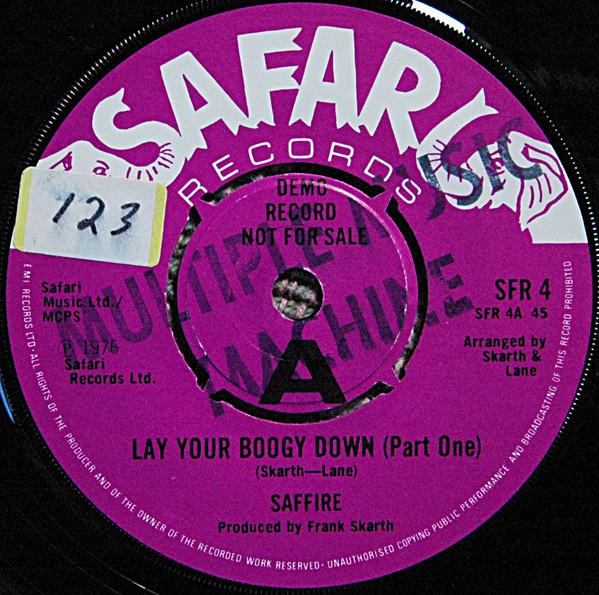 SAFARI
RECORDS
DEMO
RECORD
NOT FOR SALE
123
MULTIPLE MUSIC
MACHINE
Safari
Music Ltd./
MCPS
P 1976
Safari
Records Ltd.
SFR 4
SFR 4A 45
Arranged by
Skarth &
Lane
A
LAY YOUR BOOGY DOWN (Part One)
(Skarth—Lane)
SAFFIRE
Produced by Frank Skarth
EMI RECORDS LTD · ALL RIGHTS OF THE PRODUCER AND OF THE OWNER OF THE RECORDED WORK RESERVED · UNAUTHORISED COPYING PUBLIC PERFORMANCE AND BROADCASTING OF THIS RECORD PROHIBITED